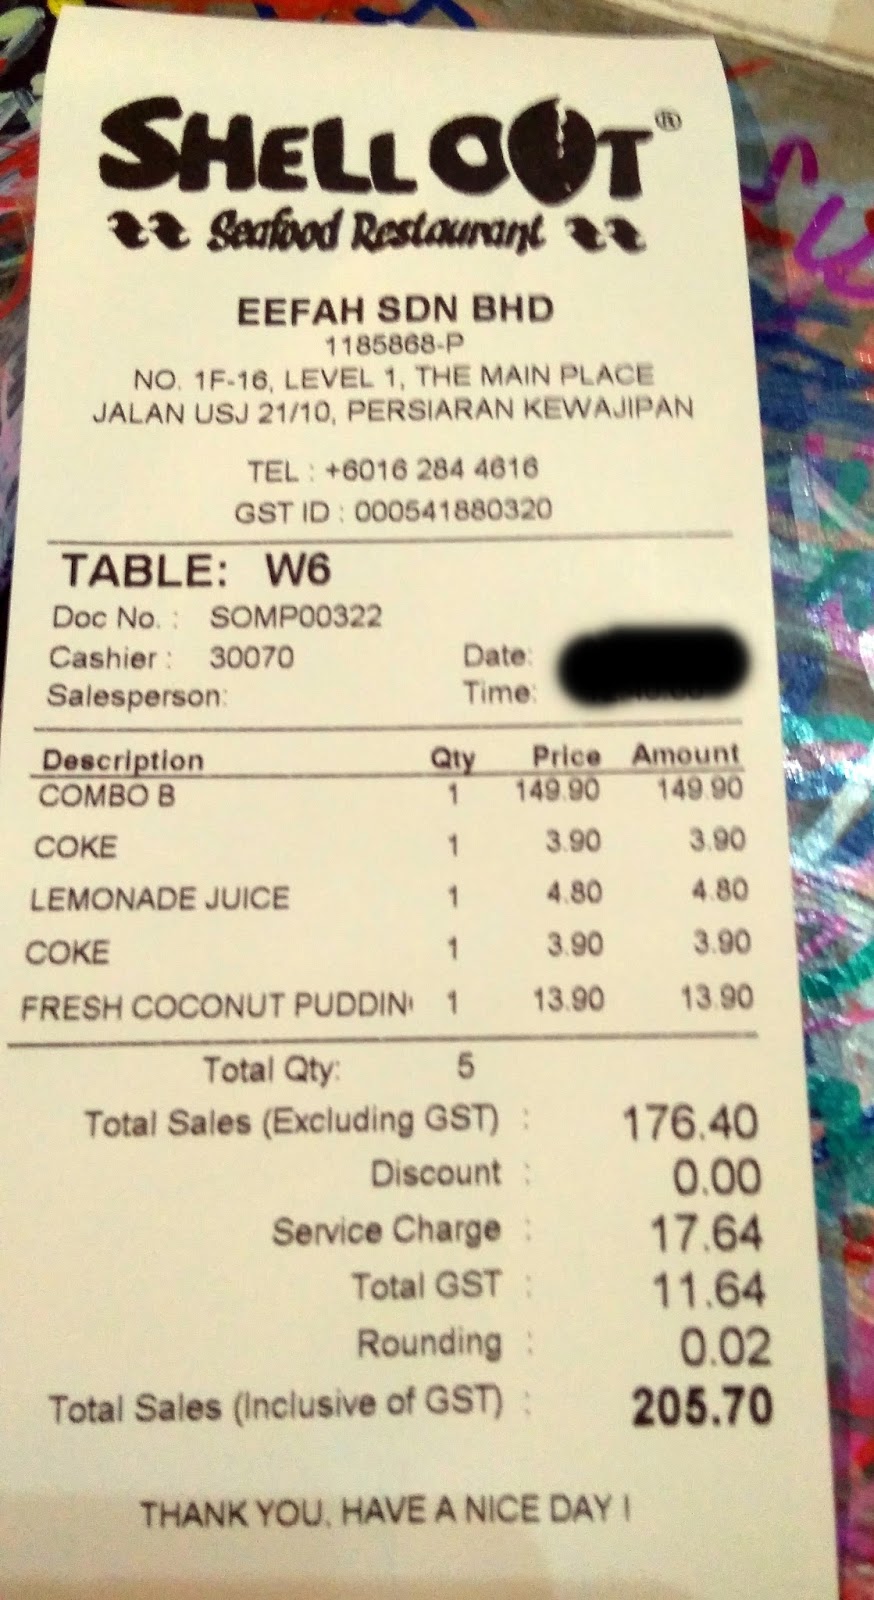 SHELL OUT ®
Seafood Restaurant
EEFAH SDN BHD
1185868-P
NO. 1F-16, LEVEL 1, THE MAIN PLACE
JALAN USJ 21/10, PERSIARAN KEWAJIPAN
TEL : +6016 284 4616
GST ID : 000541880320
TABLE: W6
Doc No. : SOMP00322
Cashier : 30070 Date:
Salesperson: Time:
Description Qty Price Amount
COMBO B 1 149.90 149.90
COKE 1 3.90 3.90
LEMONADE JUICE 1 4.80 4.80
COKE 1 3.90 3.90
FRESH COCONUT PUDDIN 1 13.90 13.90
Total Qty: 5
Total Sales (Excluding GST) : 176.40
Discount : 0.00
Service Charge : 17.64
Total GST : 11.64
Rounding : 0.02
Total Sales (Inclusive of GST) : 205.70
THANK YOU. HAVE A NICE DAY !